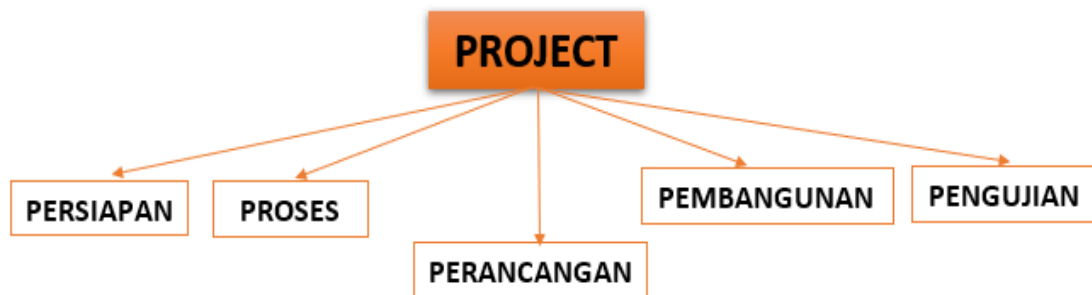 PROJECT
PERSIAPAN
PROSES
PERANCANGAN
PEMBANGUNAN
PENGUJIAN